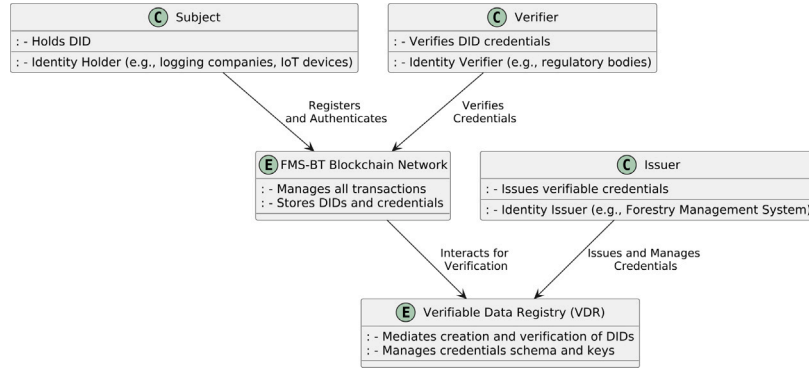 C Subject
: - Holds DID
: - Identity Holder (e.g., logging companies, IoT devices)
C Verifier
: - Verifies DID credentials
: - Identity Verifier (e.g., regulatory bodies)
Registers
and Authenticates
Verifies
Credentials
E FMS-BT Blockchain Network
: - Manages all transactions
: - Stores DIDs and credentials
C Issuer
: - Issues verifiable credentials
: - Identity Issuer (e.g., Forestry Management System)
Interacts for
Verification
Issues and Manages
Credentials
E Verifiable Data Registry (VDR)
: - Mediates creation and verification of DIDs
: - Manages credentials schema and keys